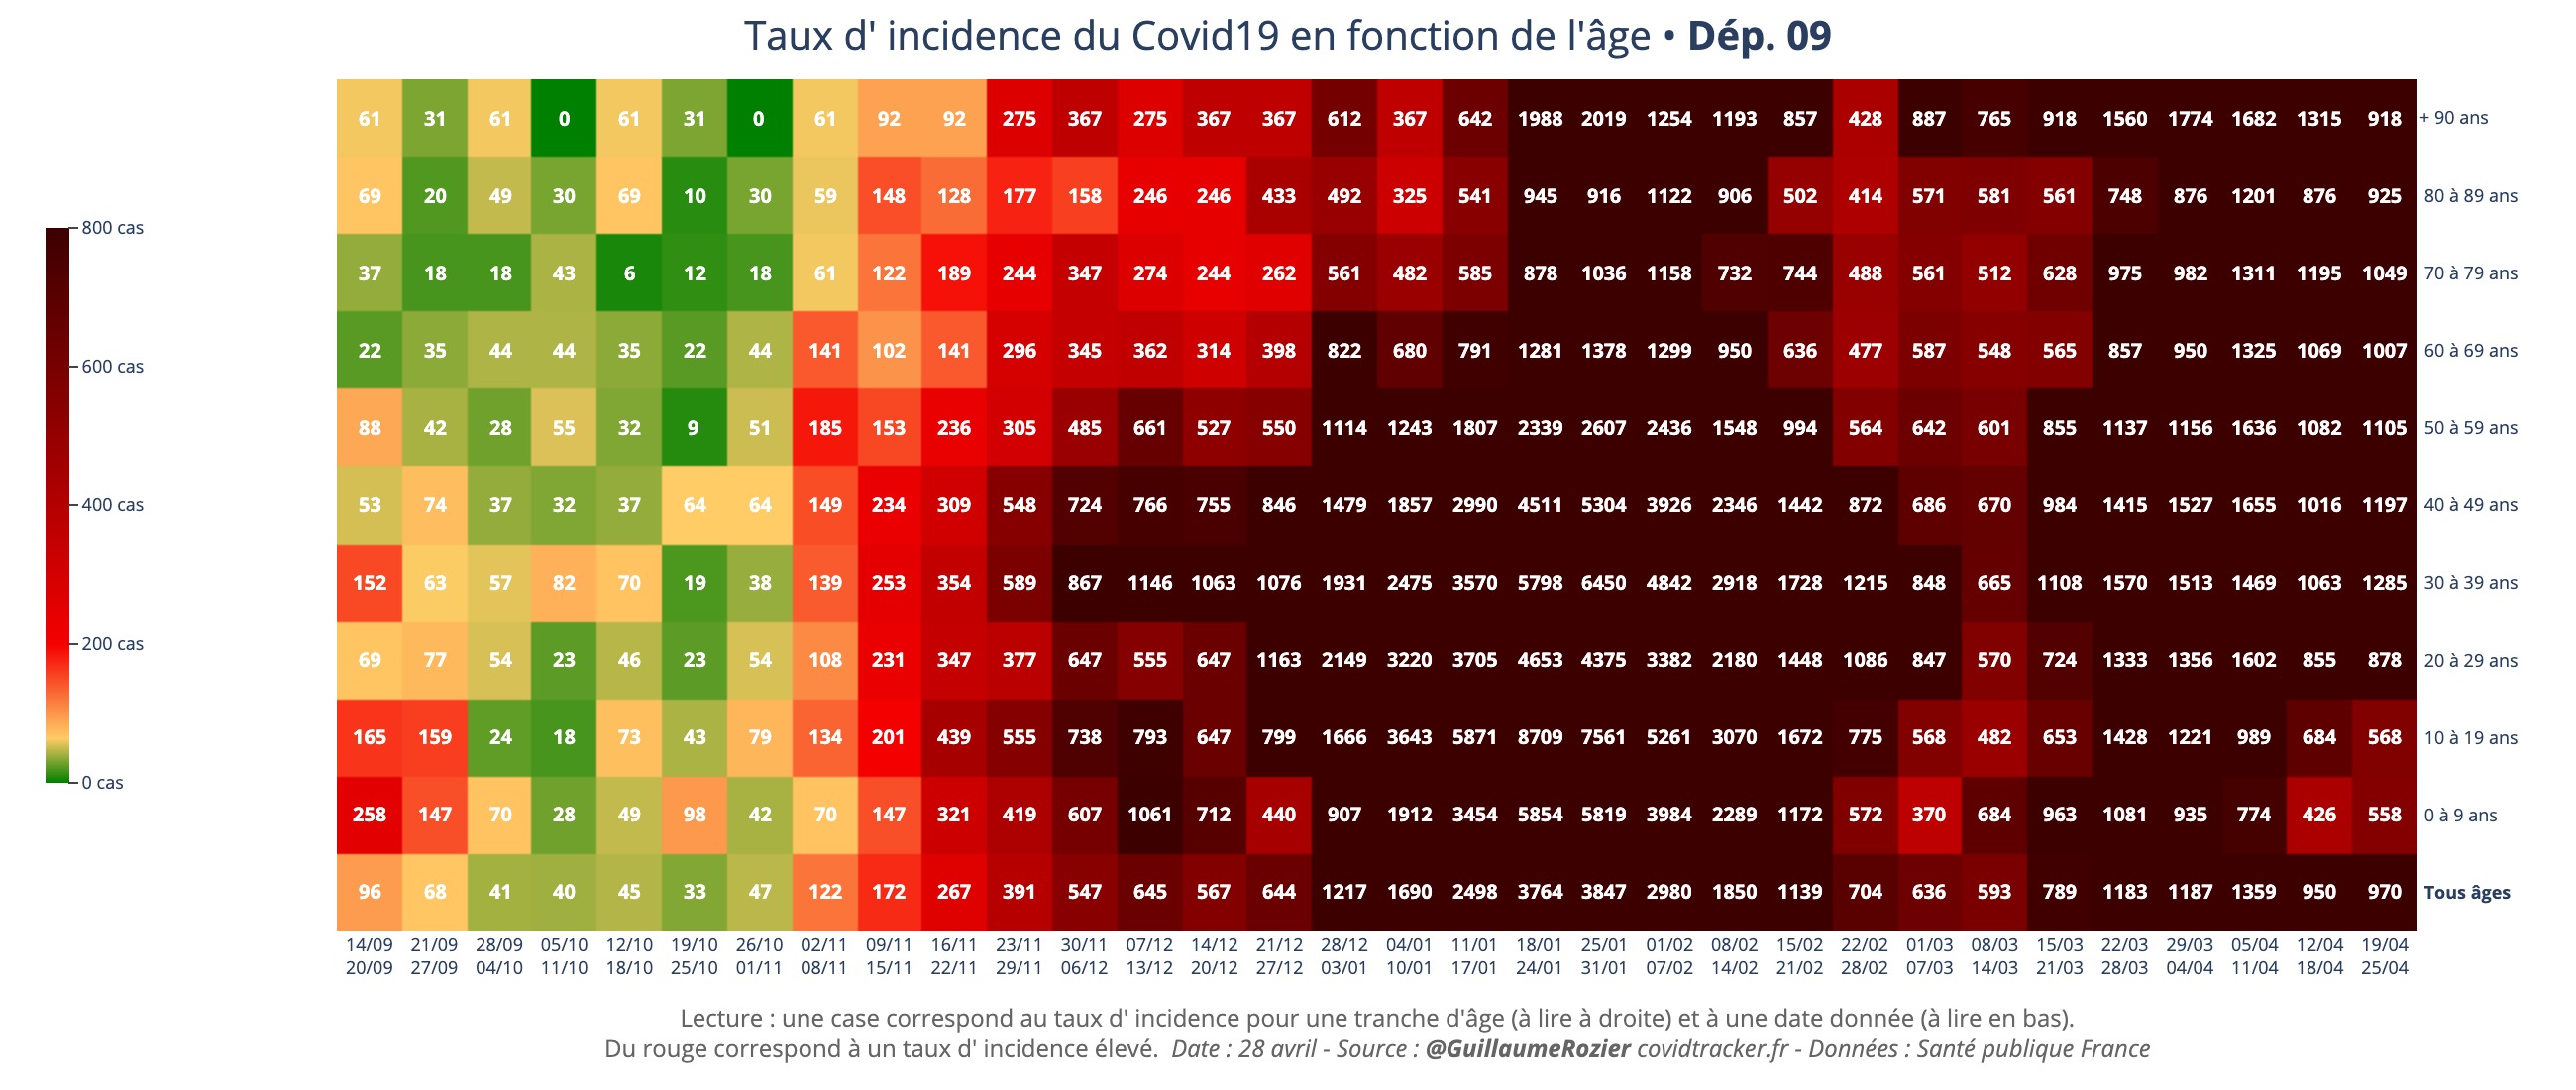 Taux d' incidence du Covid19 en fonction de l'âge • Dép. 09
800 cas
600 cas
400 cas
200 cas
0 cas
61 31 61 0 61 31 0 61 92 92 275 367 275 367 367 612 367 642 1988 2019 1254 1193 857 428 887 765 918 1560 1774 1682 1315 918 + 90 ans
69 20 49 30 69 10 30 59 148 128 177 158 246 246 433 492 325 541 945 916 1122 906 502 414 571 581 561 748 876 1201 876 925 80 à 89 ans
37 18 18 43 6 12 18 61 122 189 244 347 274 244 262 561 482 585 878 1036 1158 732 744 488 561 512 628 975 982 1311 1195 1049 70 à 79 ans
22 35 44 44 35 22 44 141 102 141 296 345 362 314 398 822 680 791 1281 1378 1299 950 636 477 587 548 565 857 950 1325 1069 1007 60 à 69 ans
88 42 28 55 32 9 51 185 153 236 305 485 661 527 550 1114 1243 1807 2339 2607 2436 1548 994 564 642 601 855 1137 1156 1636 1082 1105 50 à 59 ans
53 74 37 32 37 64 64 149 234 309 548 724 766 755 846 1479 1857 2990 4511 5304 3926 2346 1442 872 686 670 984 1415 1527 1655 1016 1197 40 à 49 ans
152 63 57 82 70 19 38 139 253 354 589 867 1146 1063 1076 1931 2475 3570 5798 6450 4842 2918 1728 1215 848 665 1108 1570 1513 1469 1063 1285 30 à 39 ans
69 77 54 23 46 23 54 108 231 347 377 647 555 647 1163 2149 3220 3705 4653 4375 3382 2180 1448 1086 847 570 724 1333 1356 1602 855 878 20 à 29 ans
165 159 24 18 73 43 79 134 201 439 555 738 793 647 799 1666 3643 5871 8709 7561 5261 3070 1672 775 568 482 653 1428 1221 989 684 568 10 à 19 ans
258 147 70 28 49 98 42 70 147 321 419 607 1061 712 440 907 1912 3454 5854 5819 3984 2289 1172 572 370 684 963 1081 935 774 426 558 0 à 9 ans
96 68 41 40 45 33 47 122 172 267 391 547 645 567 644 1217 1690 2498 3764 3847 2980 1850 1139 704 636 593 789 1183 1187 1359 950 970 Tous âges
14/09 21/09 28/09 05/10 12/10 19/10 26/10 02/11 09/11 16/11 23/11 30/11 07/12 14/12 21/12 28/12 04/01 11/01 18/01 25/01 01/02 08/02 15/02 22/02 01/03 08/03 15/03 22/03 29/03 05/04 12/04 19/04
20/09 27/09 04/10 11/10 18/10 25/10 01/11 08/11 15/11 22/11 29/11 06/12 13/12 20/12 27/12 03/01 10/01 17/01 24/01 31/01 07/02 14/02 21/02 28/02 07/03 14/03 21/03 28/03 04/04 11/04 18/04 25/04
Lecture : une case correspond au taux d' incidence pour une tranche d'âge (à lire à droite) et à une date donnée (à lire en bas).
Du rouge correspond à un taux d' incidence élevé. Date : 28 avril - Source : @GuillaumeRozier covidtracker.fr - Données : Santé publique France